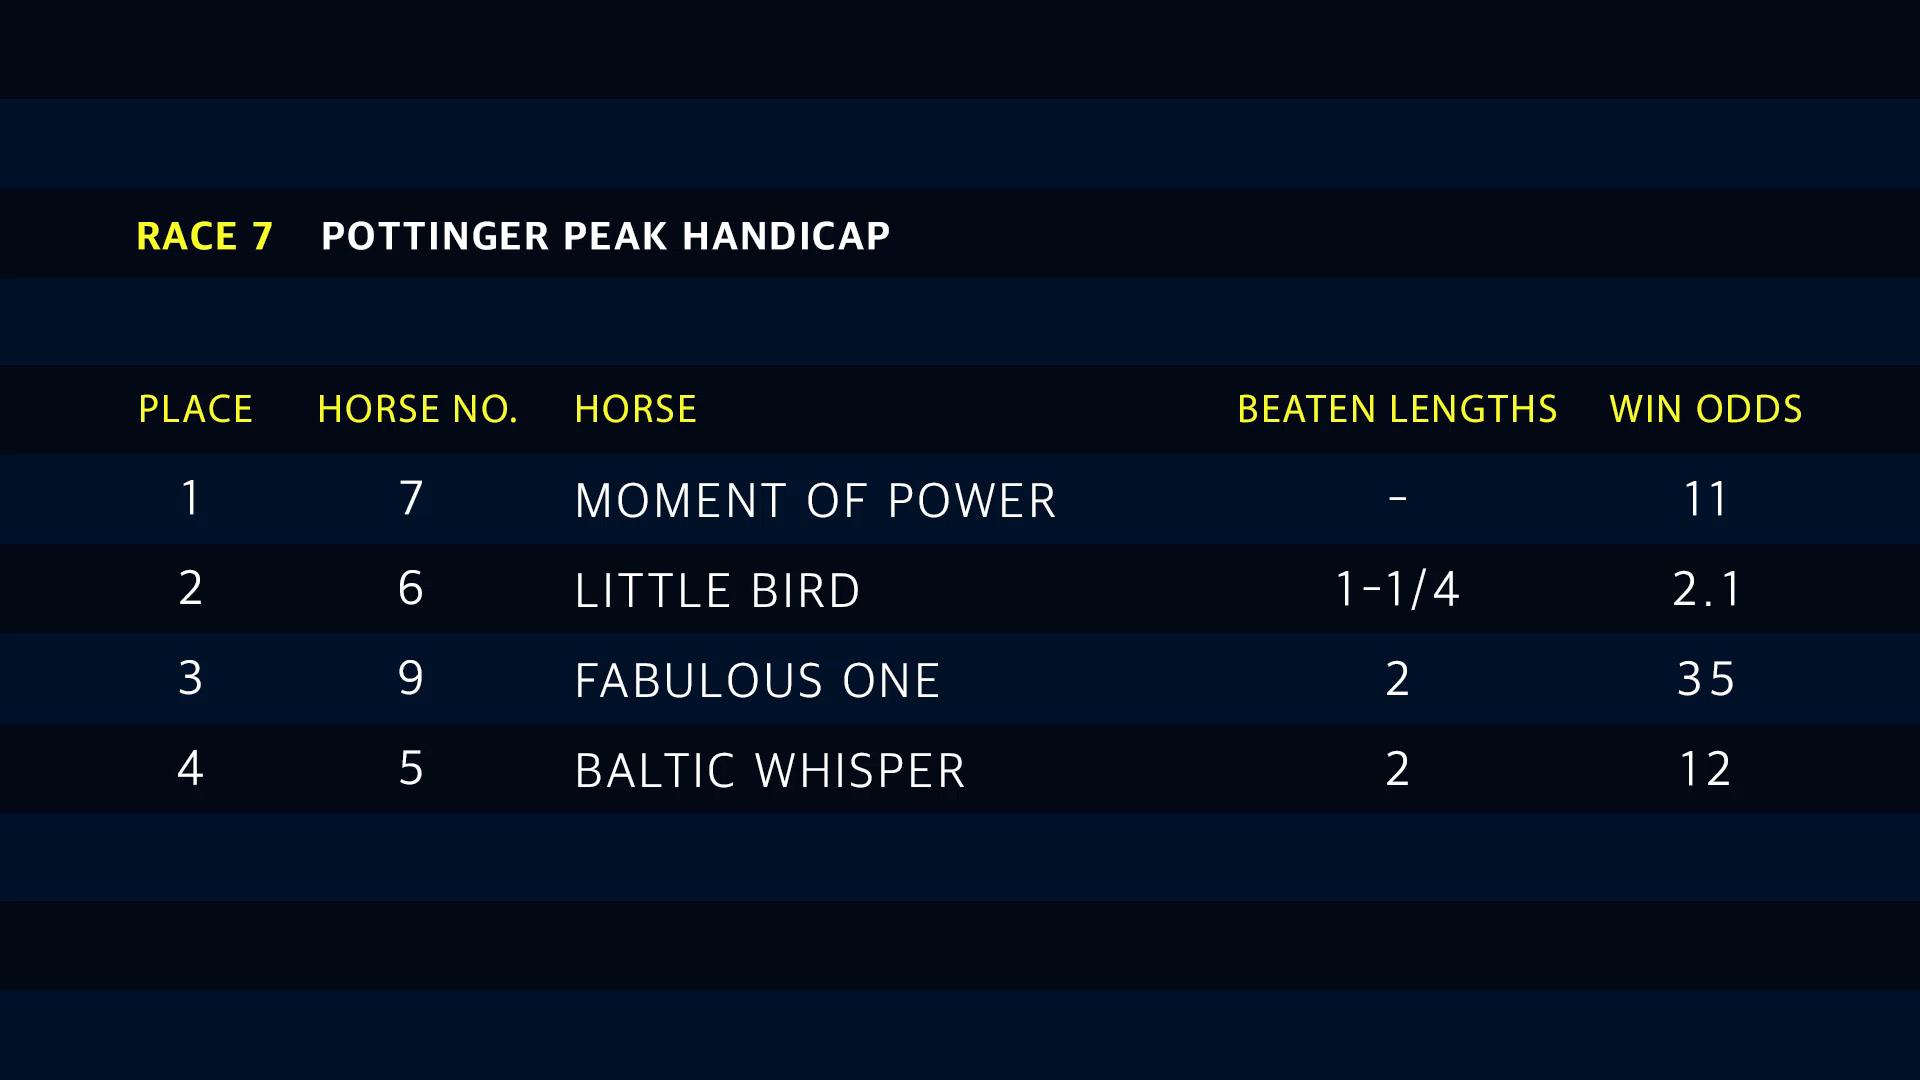 RACE 7 POTTINGER PEAK HANDICAP
PLACE HORSE NO. HORSE BEATEN LENGTHS WIN ODDS
1 7 MOMENT OF POWER - 11
2 6 LITTLE BIRD 1-1/4 2.1
3 9 FABULOUS ONE 2 35
4 5 BALTIC WHISPER 2 12